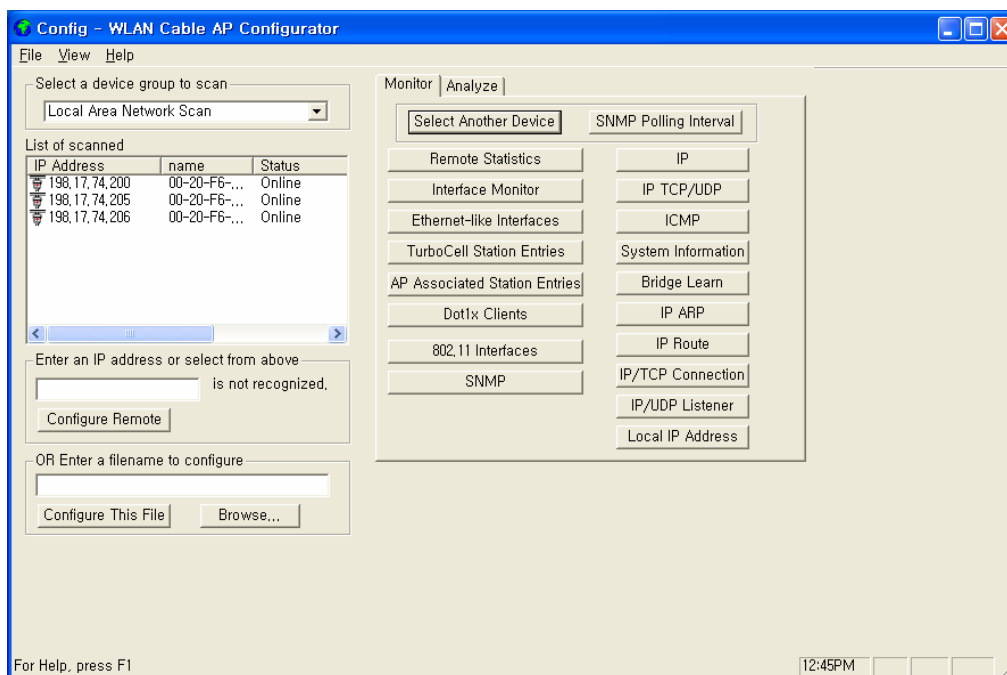 Config - WLAN Cable AP Configurator
File View Help
Select a device group to scan
Local Area Network Scan
List of scanned
IP Address name Status
198,17,74,200 00-20-F6-... Online
198,17,74,205 00-20-F6-... Online
198,17,74,206 00-20-F6-... Online
Enter an IP address or select from above
is not recognized,
Configure Remote
OR Enter a filename to configure
Configure This File Browse,,,
Monitor Analyze
Select Another Device SNMP Polling Interval
Remote Statistics
Interface Monitor
Ethernet-like Interfaces
TurboCell Station Entries
AP Associated Station Entries
Dot1x Clients
802,11 Interfaces
SNMP
IP
IP TCP/UDP
ICMP
System Information
Bridge Learn
IP ARP
IP Route
IP/TCP Connection
IP/UDP Listener
Local IP Address
For Help, press F1 12:45PM